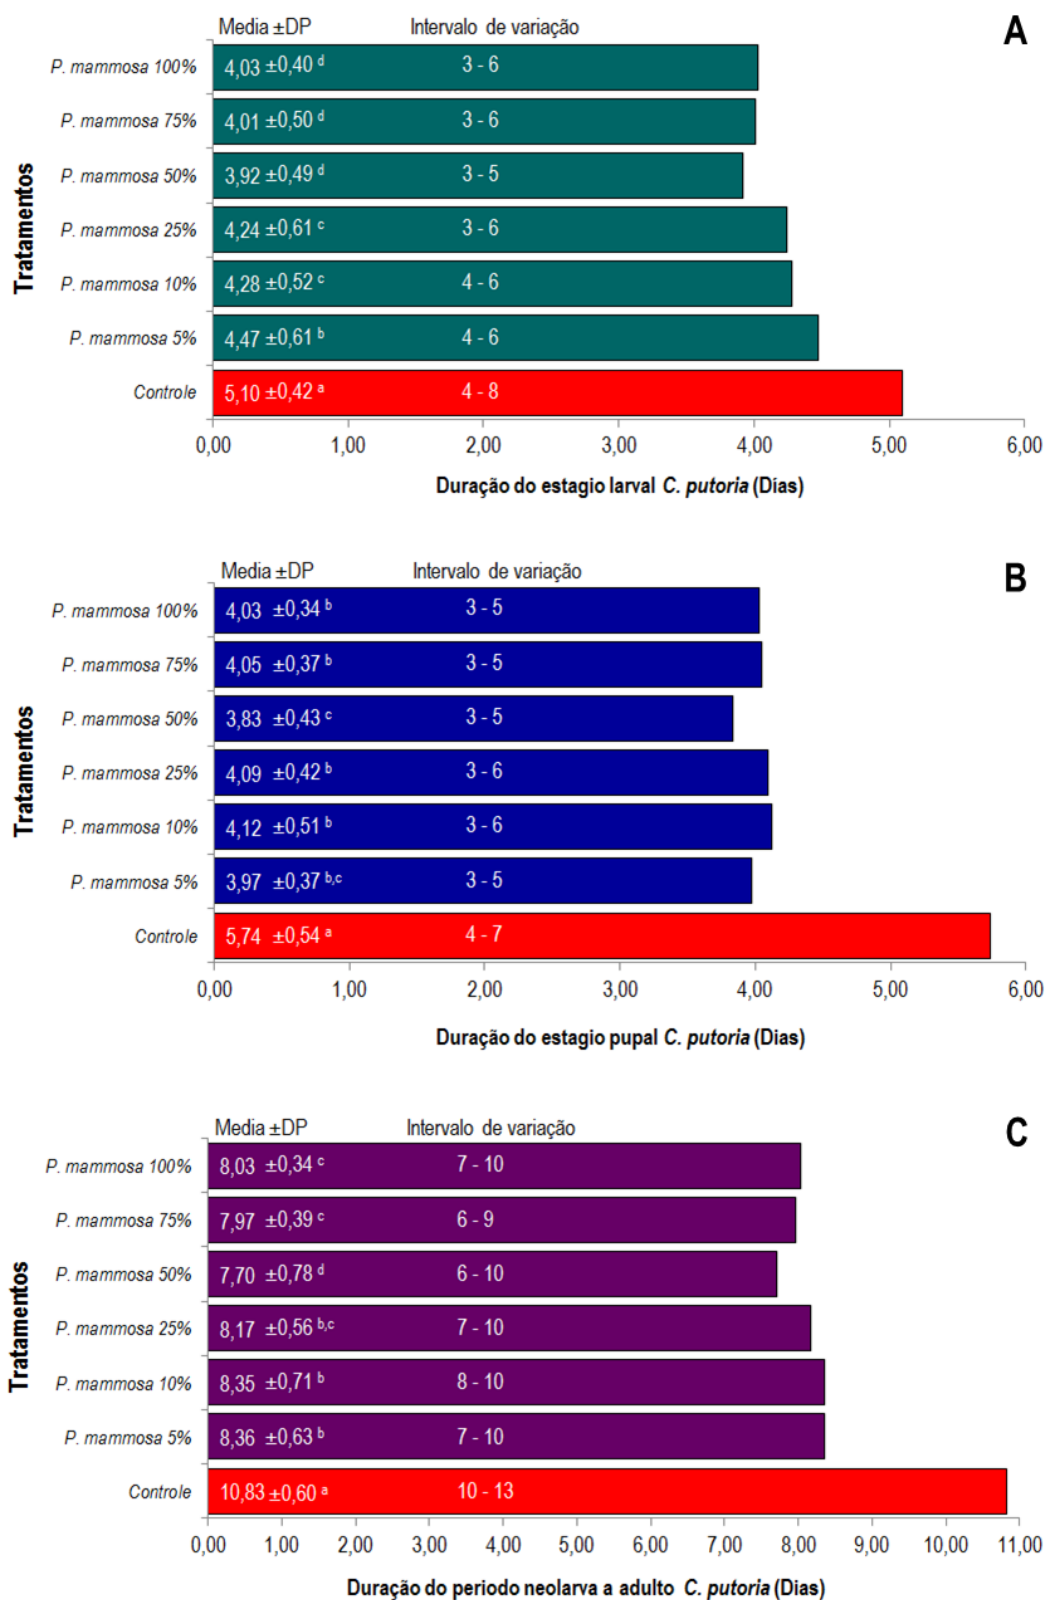 A
Media ±DP Intervalo de variação
Tratamentos
P. mammosa 100% 4,03 ±0,40 d 3 - 6
P. mammosa 75% 4,01 ±0,50 d 3 - 6
P. mammosa 50% 3,92 ±0,49 d 3 - 5
P. mammosa 25% 4,24 ±0,61 c 3 - 6
P. mammosa 10% 4,28 ±0,52 c 4 - 6
P. mammosa 5% 4,47 ±0,61 b 4 - 6
Controle 5,10 ±0,42 a 4 - 8
0,00 1,00 2,00 3,00 4,00 5,00 6,00
Duração do estagio larval C. putoria (Días)
B
Media ±DP Intervalo de variação
Tratamentos
P. mammosa 100% 4,03 ±0,34 b 3 - 5
P. mammosa 75% 4,05 ±0,37 b 3 - 5
P. mammosa 50% 3,83 ±0,43 c 3 - 5
P. mammosa 25% 4,09 ±0,42 b 3 - 6
P. mammosa 10% 4,12 ±0,51 b 3 - 6
P. mammosa 5% 3,97 ±0,37 b,c 3 - 5
Controle 5,74 ±0,54 a 4 - 7
0,00 1,00 2,00 3,00 4,00 5,00 6,00
Duração do estagio pupal C. putoria (Dias)
C
Media ±DP Intervalo de variação
Tratamentos
P. mammosa 100% 8,03 ±0,34 c 7 - 10
P. mammosa 75% 7,97 ±0,39 c 6 - 9
P. mammosa 50% 7,70 ±0,78 d 6 - 10
P. mammosa 25% 8,17 ±0,56 b,c 7 - 10
P. mammosa 10% 8,35 ±0,71 b 8 - 10
P. mammosa 5% 8,36 ±0,63 b 7 - 10
Controle 10,83 ±0,60 a 10 - 13
0,00 1,00 2,00 3,00 4,00 5,00 6,00 7,00 8,00 9,00 10,00 11,00
Duração do periodo neolarva a adulto C. putoria (Dias)